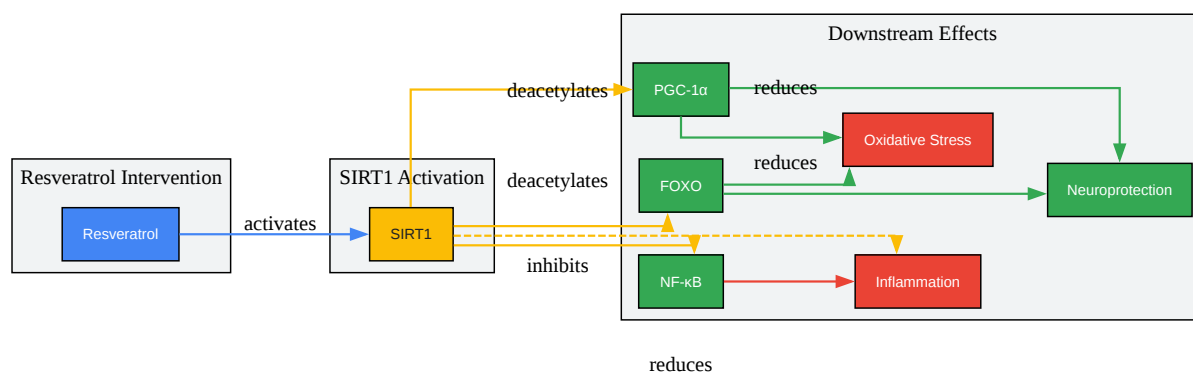 Downstream Effects
deacetylates
PGC-1α
reduces
Oxidative Stress
Resveratrol Intervention
SIRT1 Activation
deacetylates
FOXO
reduces
Neuroprotection
Resveratrol
activates
SIRT1
inhibits
NF-κB
Inflammation
reduces